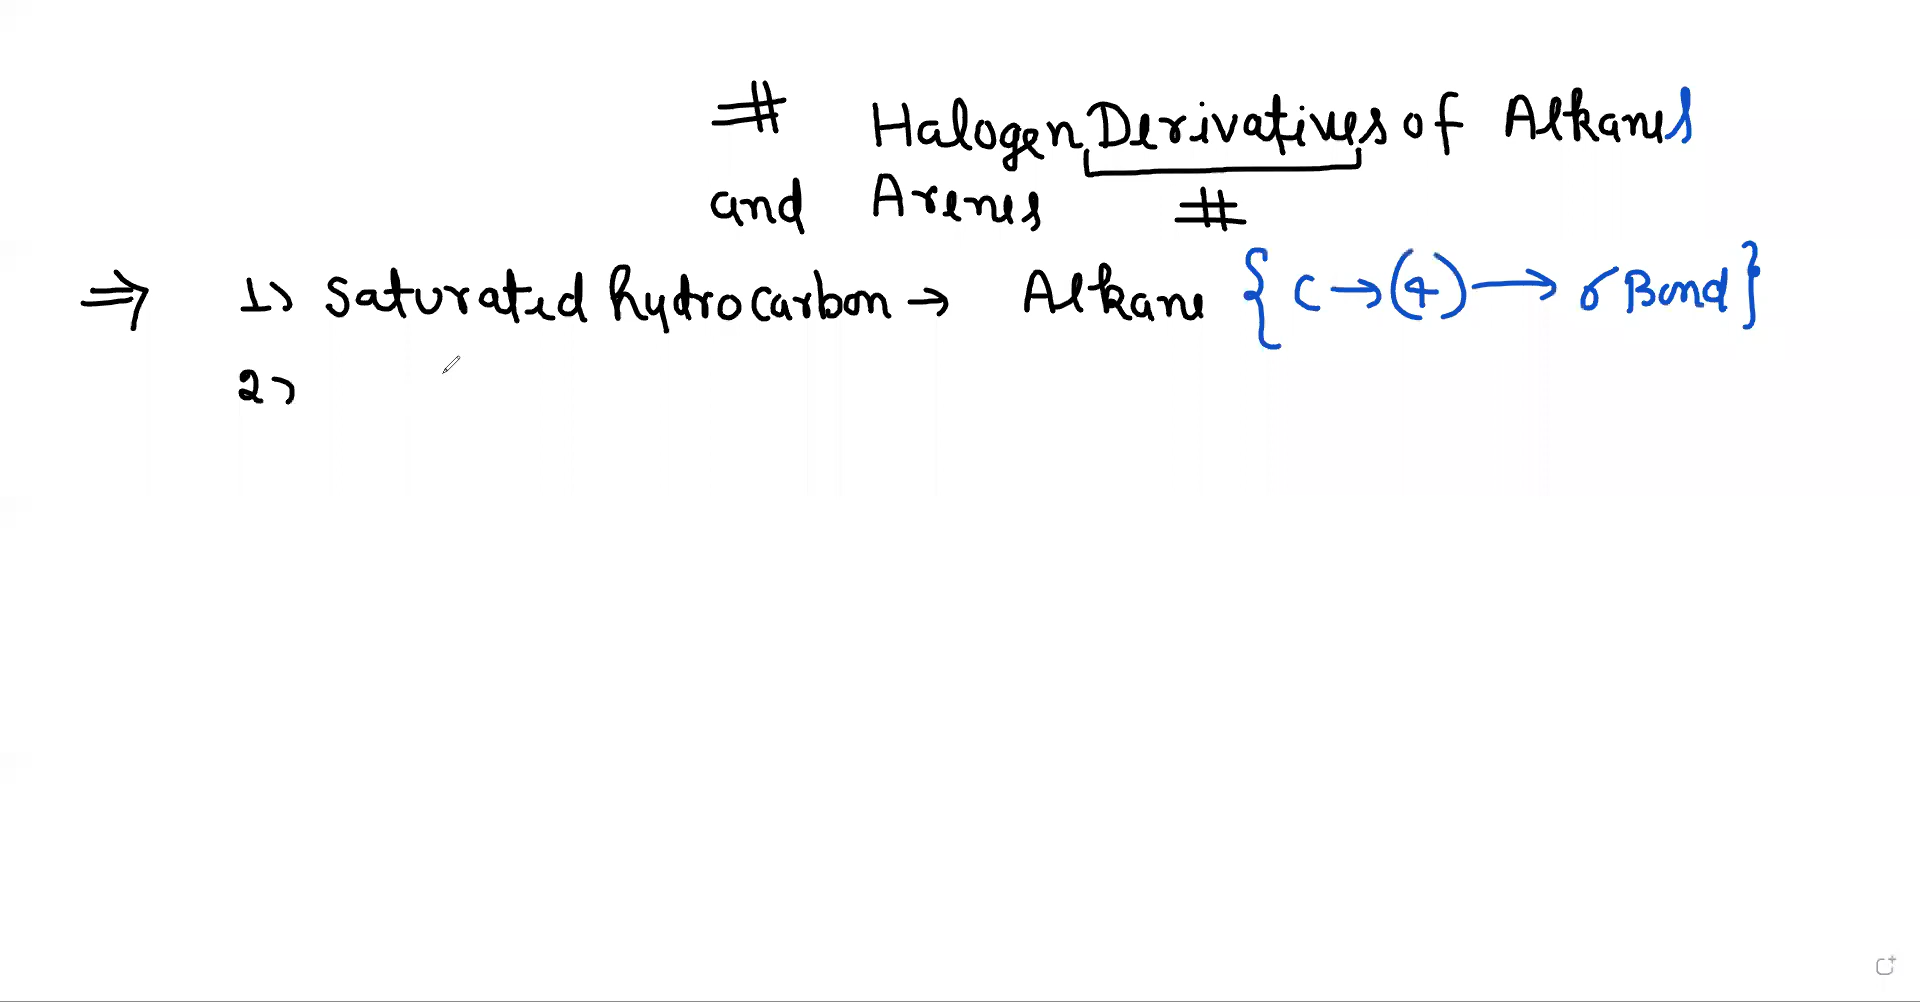 # Halogen Derivatives of Alkanes
and Arenes #
⇒ 1) Saturated hydrocarbon → Alkane { C → (4) → σ Bond }
2)